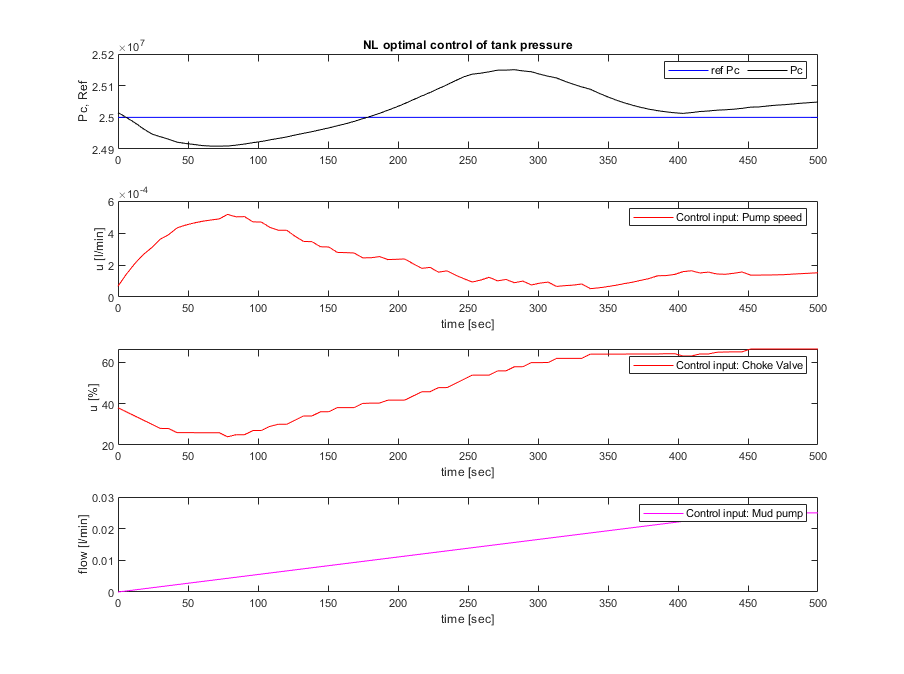 NL optimal control of tank pressure
×10^7
2.52
2.51
2.5
2.49
Pc, Ref
ref Pc Pc
0 50 100 150 200 250 300 350 400 450 500
×10^-4
6
4
2
0
u [l/min]
Control input: Pump speed
0 50 100 150 200 250 300 350 400 450 500
time [sec]
60
40
20
u [%]
Control input: Choke Valve
0 50 100 150 200 250 300 350 400 450 500
time [sec]
0.03
0.02
0.01
0
flow [l/min]
Control input: Mud pump
0 50 100 150 200 250 300 350 400 450 500
time [sec]